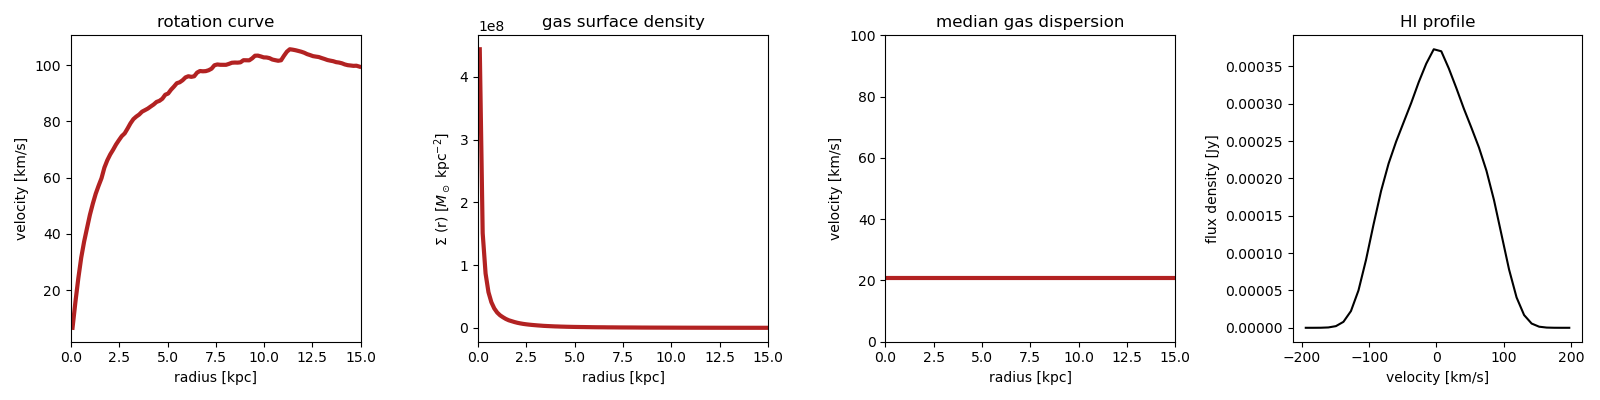 rotation curve
velocity [km/s]
100
80
60
40
20
0.0 2.5 5.0 7.5 10.0 12.5 15.0
radius [kpc]
gas surface density
1e8
Σ (r) [M⊙ kpc⁻²]
4
3
2
1
0
0.0 2.5 5.0 7.5 10.0 12.5 15.0
radius [kpc]
median gas dispersion
velocity [km/s]
100
80
60
40
20
0
0.0 2.5 5.0 7.5 10.0 12.5 15.0
radius [kpc]
HI profile
flux density [Jy]
0.00035
0.00030
0.00025
0.00020
0.00015
0.00010
0.00005
0.00000
−200 −100 0 100 200
velocity [km/s]